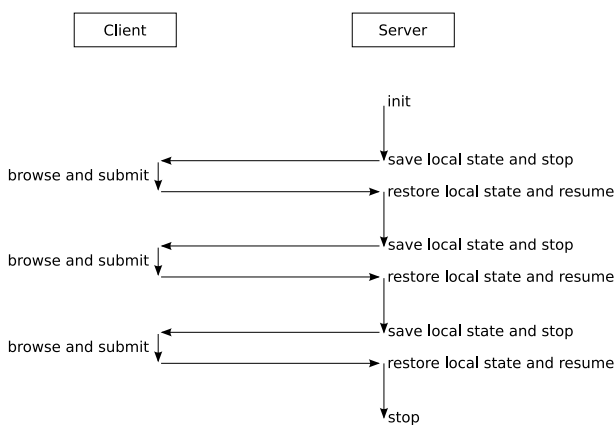 Client
Server
init
save local state and stop
browse and submit
restore local state and resume
save local state and stop
browse and submit
restore local state and resume
save local state and stop
browse and submit
restore local state and resume
stop